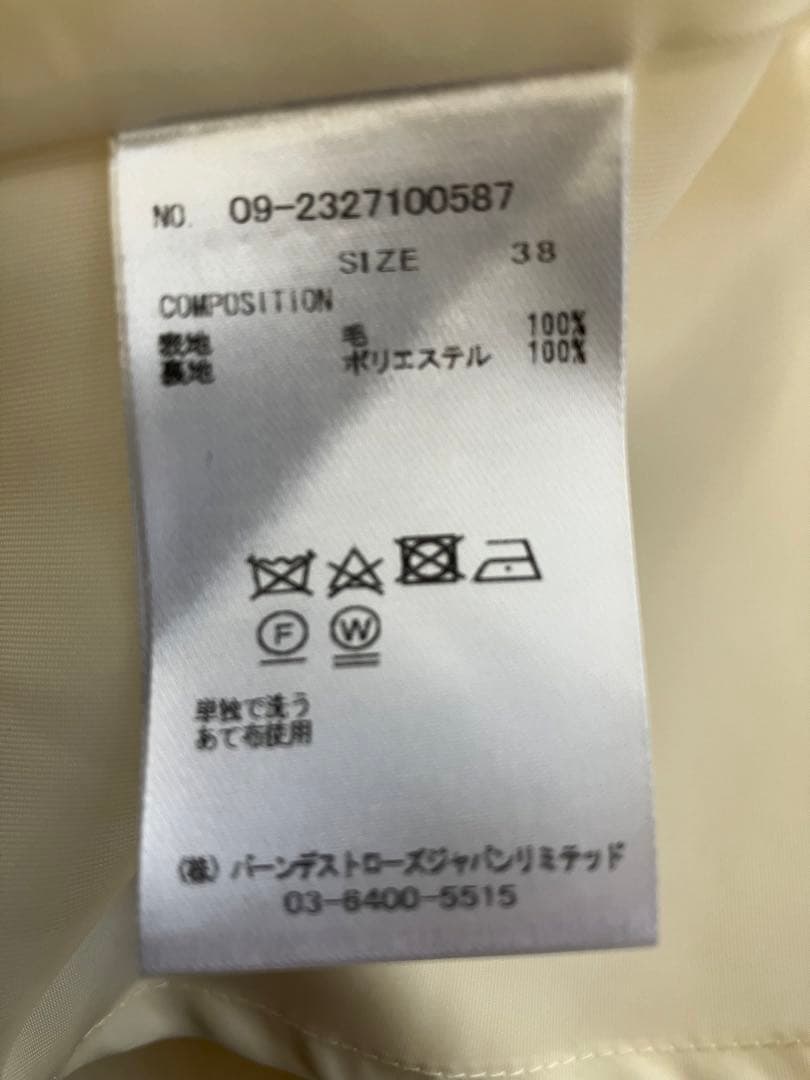 NO. 09-2327100587
SIZE 38
COMPOSITION
表地 毛 100%
裏地 ポリエステル 100%
F W
単独で洗う
あて布使用
(株) バーンデストローズジャパンリミテッド
03-6400-5515